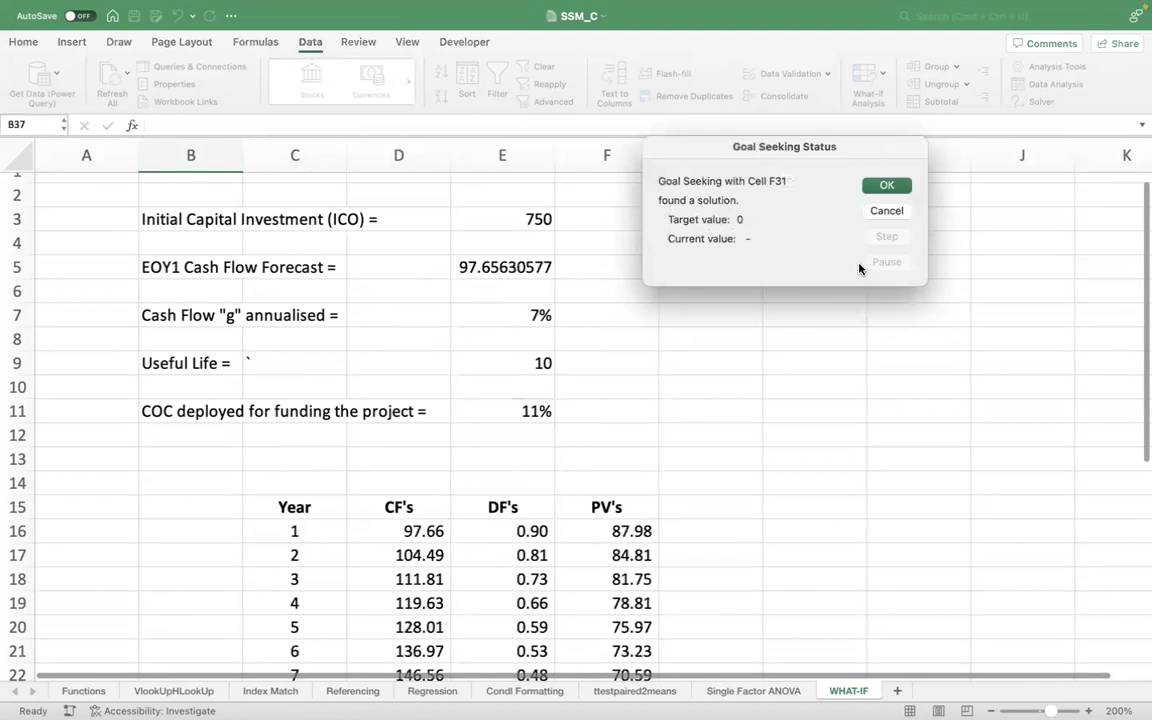 AutoSave OFF SSM_C Search (Cmd + Ctrl + U)
Home Insert Draw Page Layout Formulas Data Review View Developer Comments Share
Get Data (Power Query) Refresh All Queries & Connections Properties Workbook Links Stocks Currencies Sort Filter Clear Reapply Advanced Text to Columns Flash-fill Remove Duplicates Data Validation Consolidate What-if Analysis Group Ungroup Subtotal Analysis Tools Data Analysis Solver
B37 fx
A B C D E F J K
Goal Seeking Status
Goal Seeking with Cell F31
found a solution.
Target value: 0
Current value: -
OK
Cancel
Step
Pause
1
2
3 Initial Capital Investment (ICO) = 750
4
5 EOY1 Cash Flow Forecast = 97.65630577
6
7 Cash Flow "g" annualised = 7%
8
9 Useful Life = ` 10
10
11 COC deployed for funding the project = 11%
12
13
14
15 Year CF's DF's PV's
16 1 97.66 0.90 87.98
17 2 104.49 0.81 84.81
18 3 111.81 0.73 81.75
19 4 119.63 0.66 78.81
20 5 128.01 0.59 75.97
21 6 136.97 0.53 73.23
22 7 146.56 0.48 70.59
Functions VlookUpHLookUp Index Match Referencing Regression Condl Formatting ttestpaired2means Single Factor ANOVA WHAT-IF +
Ready Accessibility: Investigate 200%